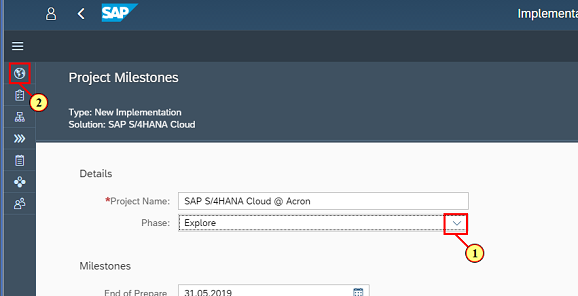 SAP
Implementa
Project Milestones
2
Type: New Implementation
Solution: SAP S/4HANA Cloud
Details
*Project Name: SAP S/4HANA Cloud @ Acron
Phase: Explore
1
Milestones
End of Prepare 31.05.2019